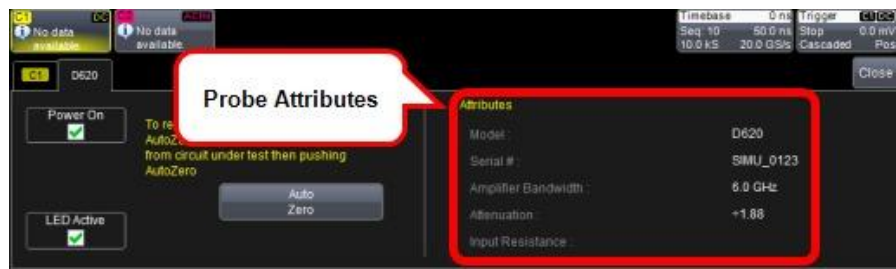 C1 DC
No data
available
No data
available
Timebase 0 ns
Seq: 10 50.0 ns
10.0 kS 20.0 GS/s
Trigger C1 DC
Stop 0.0 mV
Cascaded Pos
C1 D620
Close
Probe Attributes
Power On
To re
AutoZ
from circuit under test then pushing
AutoZero
Auto
Zero
LED Active
Attributes
Model: D620
Serial #: SIMU_0123
Amplifier Bandwidth: 6.0 GHz
Attenuation: ÷1.88
Input Resistance: